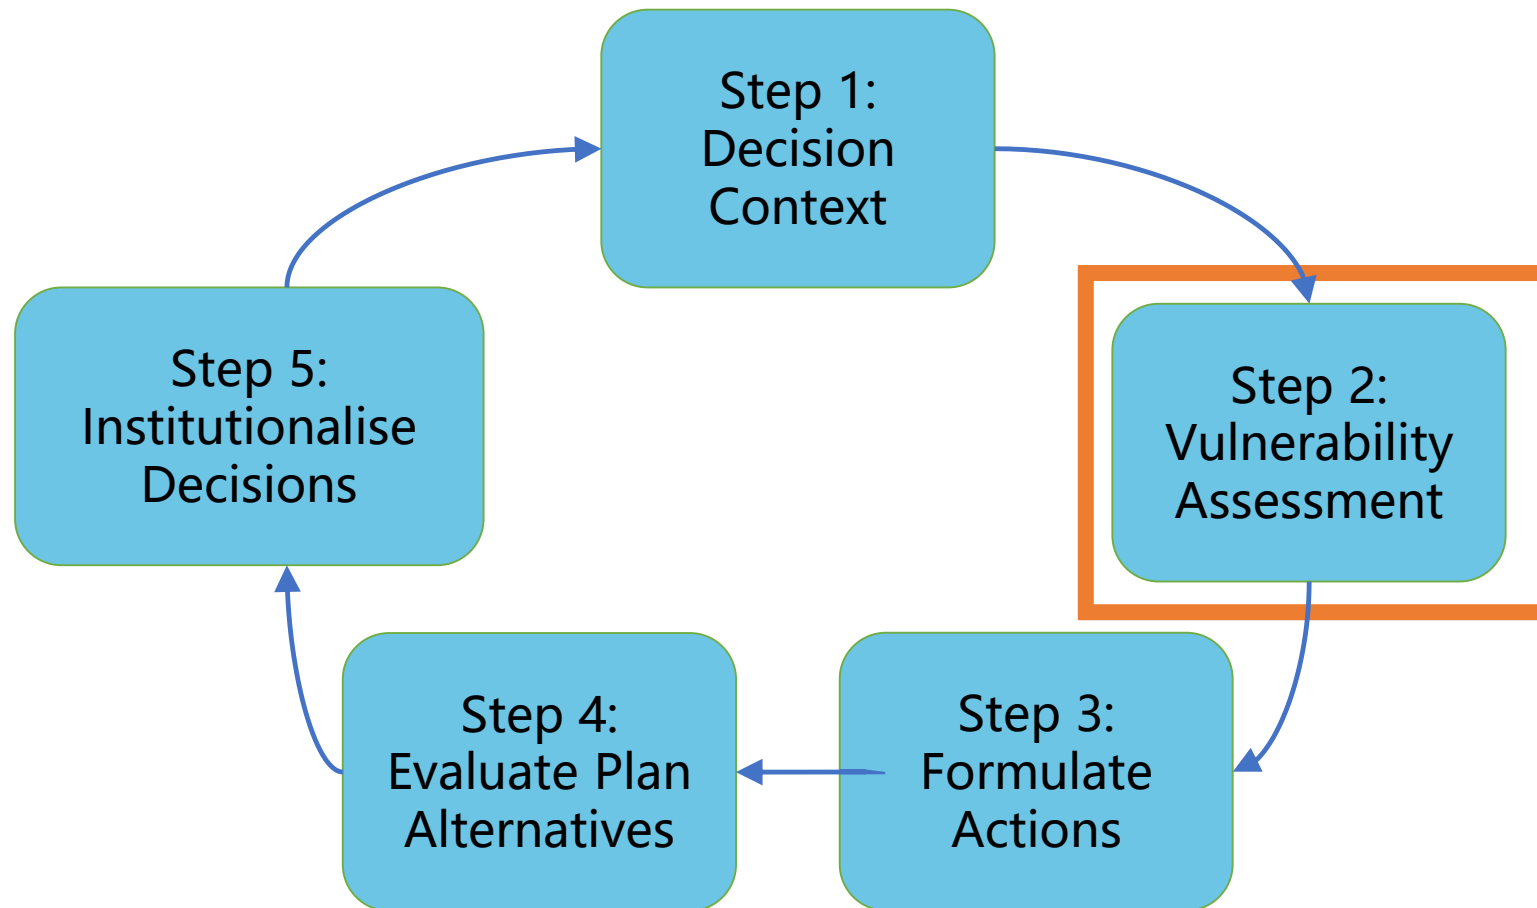 Step 1:
Decision
Context
Step 2:
Vulnerability
Assessment
Step 3:
Formulate
Actions
Step 4:
Evaluate Plan
Alternatives
Step 5:
Institutionalise
Decisions